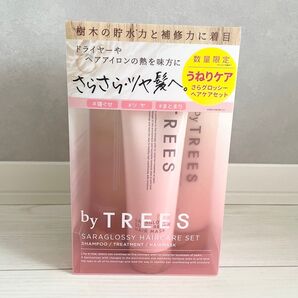 樹木の貯水力と補修力に着目
ドライヤーや
ヘアアイロンの熱を味方に
さらさら・ツヤ髪へ。
#寝ぐせ #ツヤ #まとまり
数量限定
うねりケア
さらグロッシー
ヘアケアセット
TREES
by TREES
SARAGLOSSY HAIRCARE SET
SHAMPOO / TREATMENT / HAIRMASK